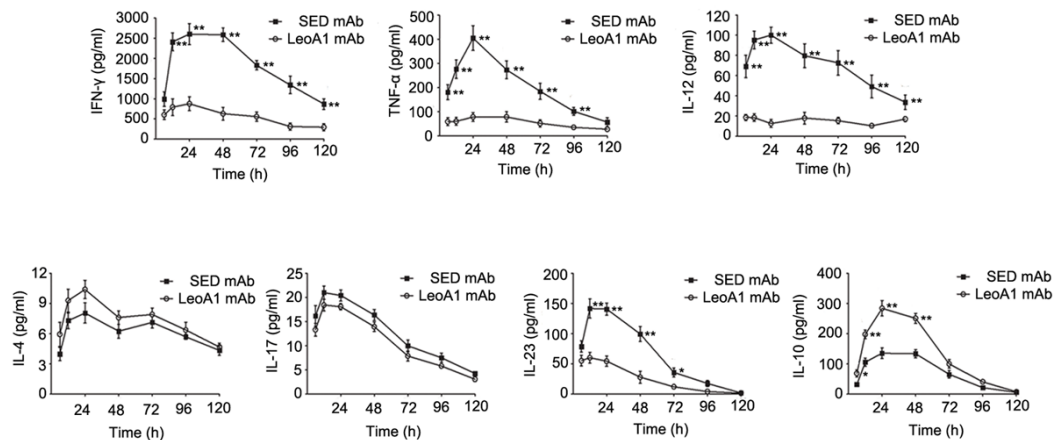 IFN-γ (pg/ml)
3000
2500
2000
1500
1000
500
0
SED mAb
LeoA1 mAb
**
**
**
**
**
**
24 48 72 96 120
Time (h)
TNF-α (pg/ml)
500
400
300
200
100
0
SED mAb
LeoA1 mAb
**
**
**
**
**
**
24 48 72 96 120
Time (h)
IL-12 (pg/ml)
120
100
80
60
40
20
0
SED mAb
LeoA1 mAb
**
**
**
**
**
**
**
24 48 72 96 120
Time (h)
IL-4 (pg/ml)
12
9
6
3
0
SED mAb
LeoA1 mAb
24 48 72 96 120
Time (h)
IL-17 (pg/ml)
25
20
15
10
5
0
SED mAb
LeoA1 mAb
24 48 72 96 120
Time (h)
IL-23 (pg/ml)
200
150
100
50
0
SED mAb
LeoA1 mAb
**
**
**
*
24 48 72 96 120
Time (h)
IL-10 (pg/ml)
400
300
200
100
0
SED mAb
LeoA1 mAb
**
**
**
*
24 48 72 96 120
Time (h)